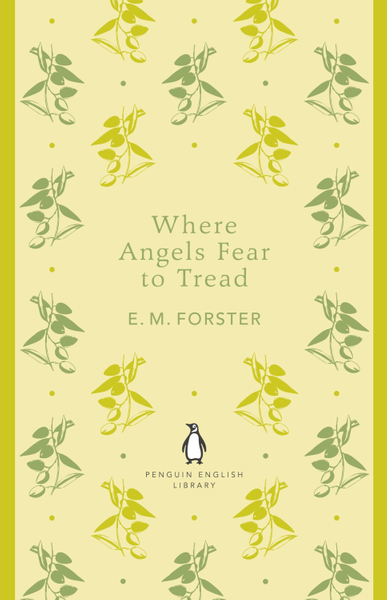 Where
Angels Fear
to Tread
E. M. FORSTER
PENGUIN ENGLISH
LIBRARY